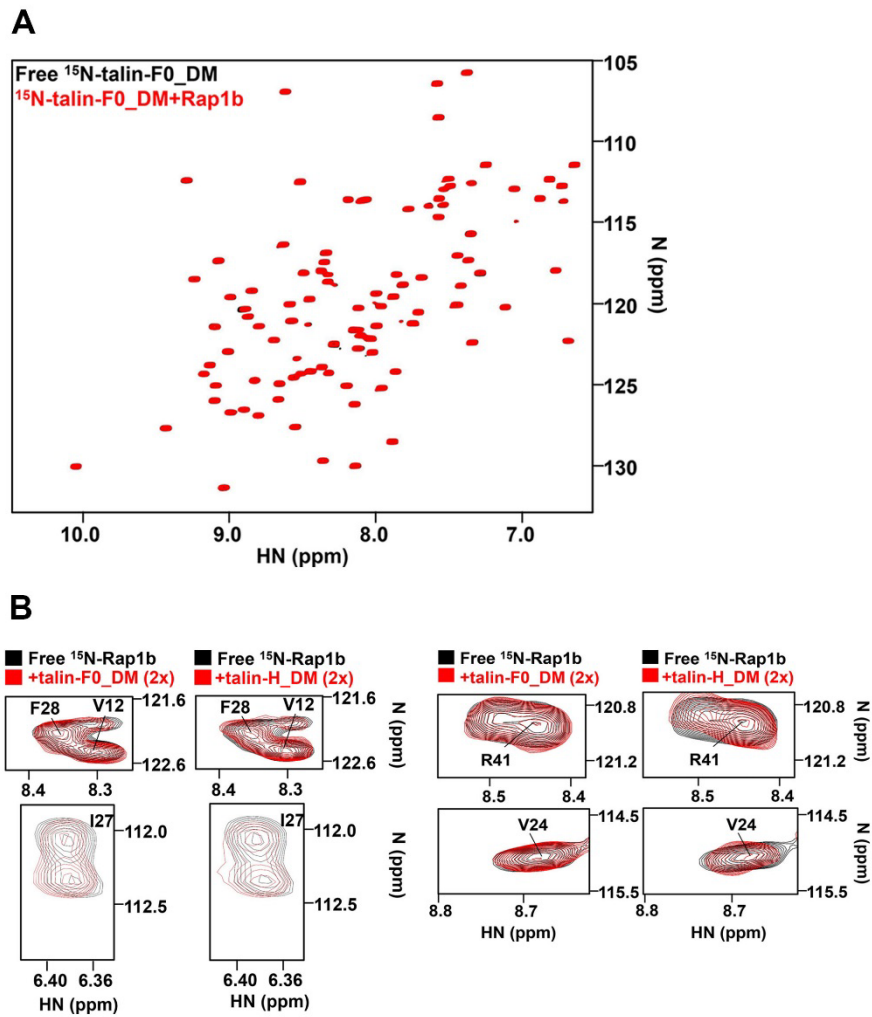 A
Free ¹⁵N-talin-F0_DM
¹⁵N-talin-F0_DM+Rap1b
105
110
115
120
125
130
N (ppm)
10.0 9.0 8.0 7.0
HN (ppm)
B
Free ¹⁵N-Rap1b
+talin-F0_DM (2x)
F28 V12
121.6
122.6
8.4 8.3
I27
112.0
112.5
6.40 6.36
HN (ppm)
Free ¹⁵N-Rap1b
+talin-H_DM (2x)
F28 V12
121.6
122.6
N (ppm)
8.4 8.3
I27
112.0
112.5
N (ppm)
6.40 6.36
HN (ppm)
Free ¹⁵N-Rap1b
+talin-F0_DM (2x)
R41
120.8
121.2
8.5 8.4
V24
114.5
115.5
8.8 8.7
HN (ppm)
Free ¹⁵N-Rap1b
+talin-H_DM (2x)
R41
120.8
121.2
N (ppm)
8.5 8.4
V24
114.5
115.5
N (ppm)
8.8 8.7
HN (ppm)